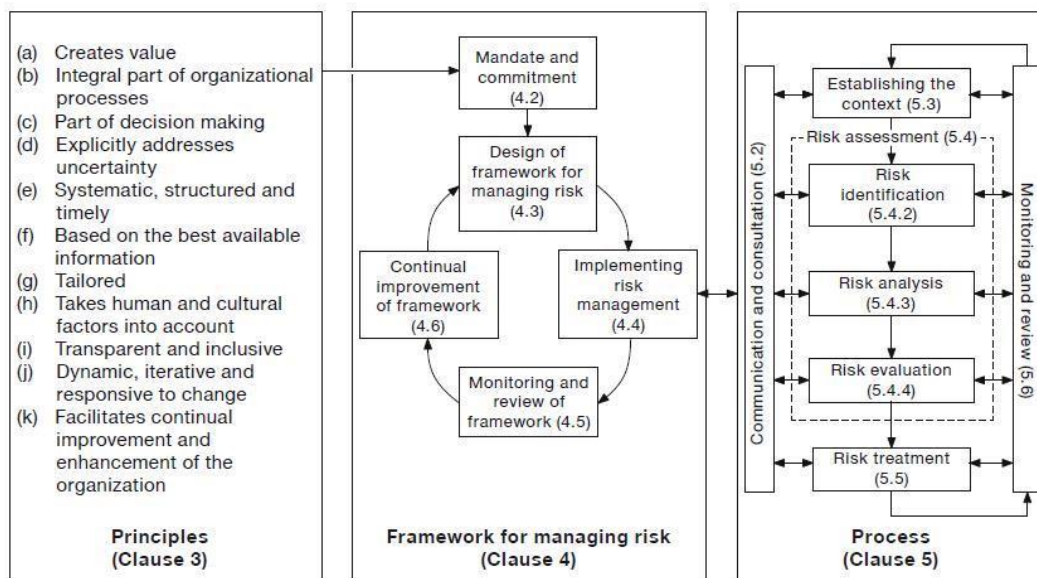 (a) Creates value
(b) Integral part of organizational
processes
(c) Part of decision making
(d) Explicitly addresses
uncertainty
(e) Systematic, structured and
timely
(f) Based on the best available
information
(g) Tailored
(h) Takes human and cultural
factors into account
(i) Transparent and inclusive
(j) Dynamic, iterative and
responsive to change
(k) Facilitates continual
improvement and
enhancement of the
organization
Principles
(Clause 3)
Mandate and
commitment
(4.2)
Design of
framework for
managing risk
(4.3)
Continual
improvement
of framework
(4.6)
Implementing
risk
management
(4.4)
Monitoring and
review of
framework (4.5)
Framework for managing risk
(Clause 4)
Communication and consultation (5.2)
Establishing the
context (5.3)
Risk assessment (5.4)
Risk
identification
(5.4.2)
Risk analysis
(5.4.3)
Risk evaluation
(5.4.4)
Risk treatment
(5.5)
Monitoring and review (5.6)
Process
(Clause 5)